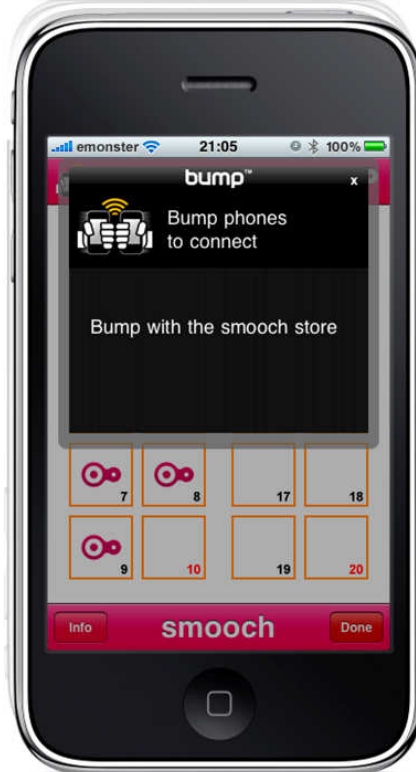 emonster 21:05 100%
bump™ x
Bump phones
to connect
Bump with the smooch store
7 8 17 18
9 10 19 20
Info smooch Done